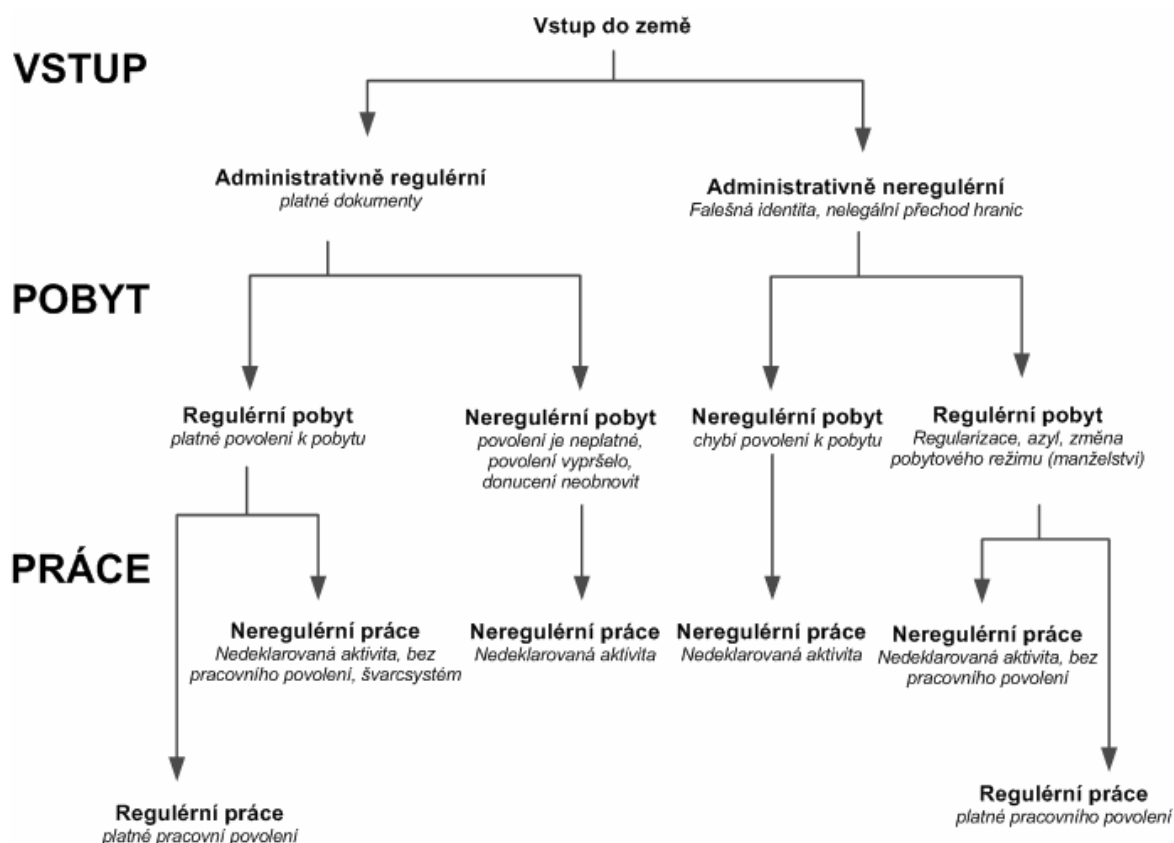 Vstup do země
VSTUP
Administrativně regulérní
platné dokumenty
Administrativně neregulérní
Falešná identita, nelegální přechod hranic
POBYT
Regulérní pobyt
platné povolení k pobytu
Neregulérní pobyt
povolení je neplatné,
povolení vypršelo,
donucení neobnovit
Neregulérní pobyt
chybí povolení k pobytu
Regulérní pobyt
Regularizace, azyl, změna
pobytového režimu (manželství)
PRÁCE
Neregulérní práce
Nedeklarovaná aktivita, bez
pracovního povolení, švarcsystém
Neregulérní práce
Nedeklarovaná aktivita
Neregulérní práce
Nedeklarovaná aktivita
Neregulérní práce
Nedeklarovaná aktivita, bez
pracovního povolení
Regulérní práce
platné pracovní povolení
Regulérní práce
platné pracovního povolení